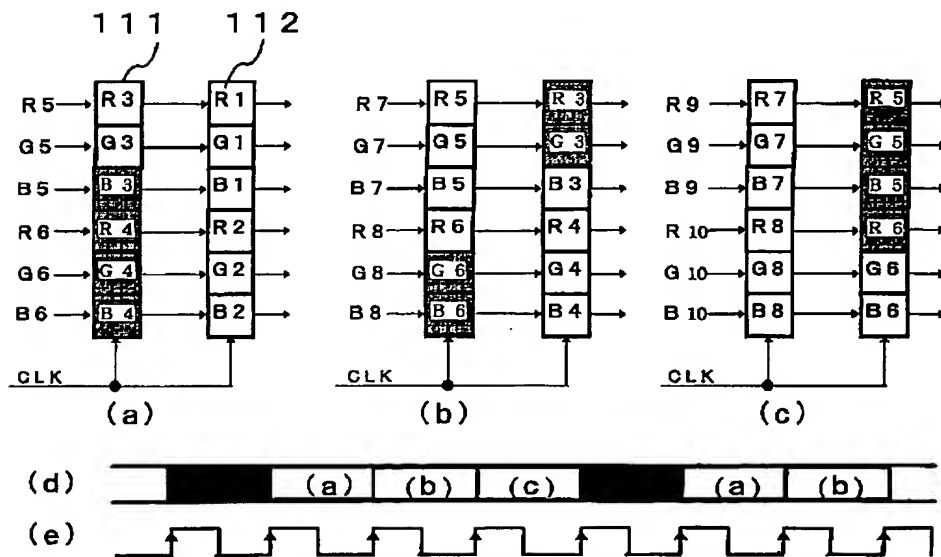 111 112
R5 R3 R1 R7 R5 R3 R9 R7 R5
G5 G3 G1 G7 G5 G3 G9 G7 G5
B5 B3 B1 B7 B5 B3 B9 B7 B5
R6 R4 R2 R8 R6 R4 R10 R8 R6
G6 G4 G2 G8 G6 G4 G10 G8 G6
B6 B4 B2 B8 B6 B4 B10 B8 B6
CLK CLK CLK
(a) (b) (c)
(d) (a) (b) (c) (a) (b)
(e)